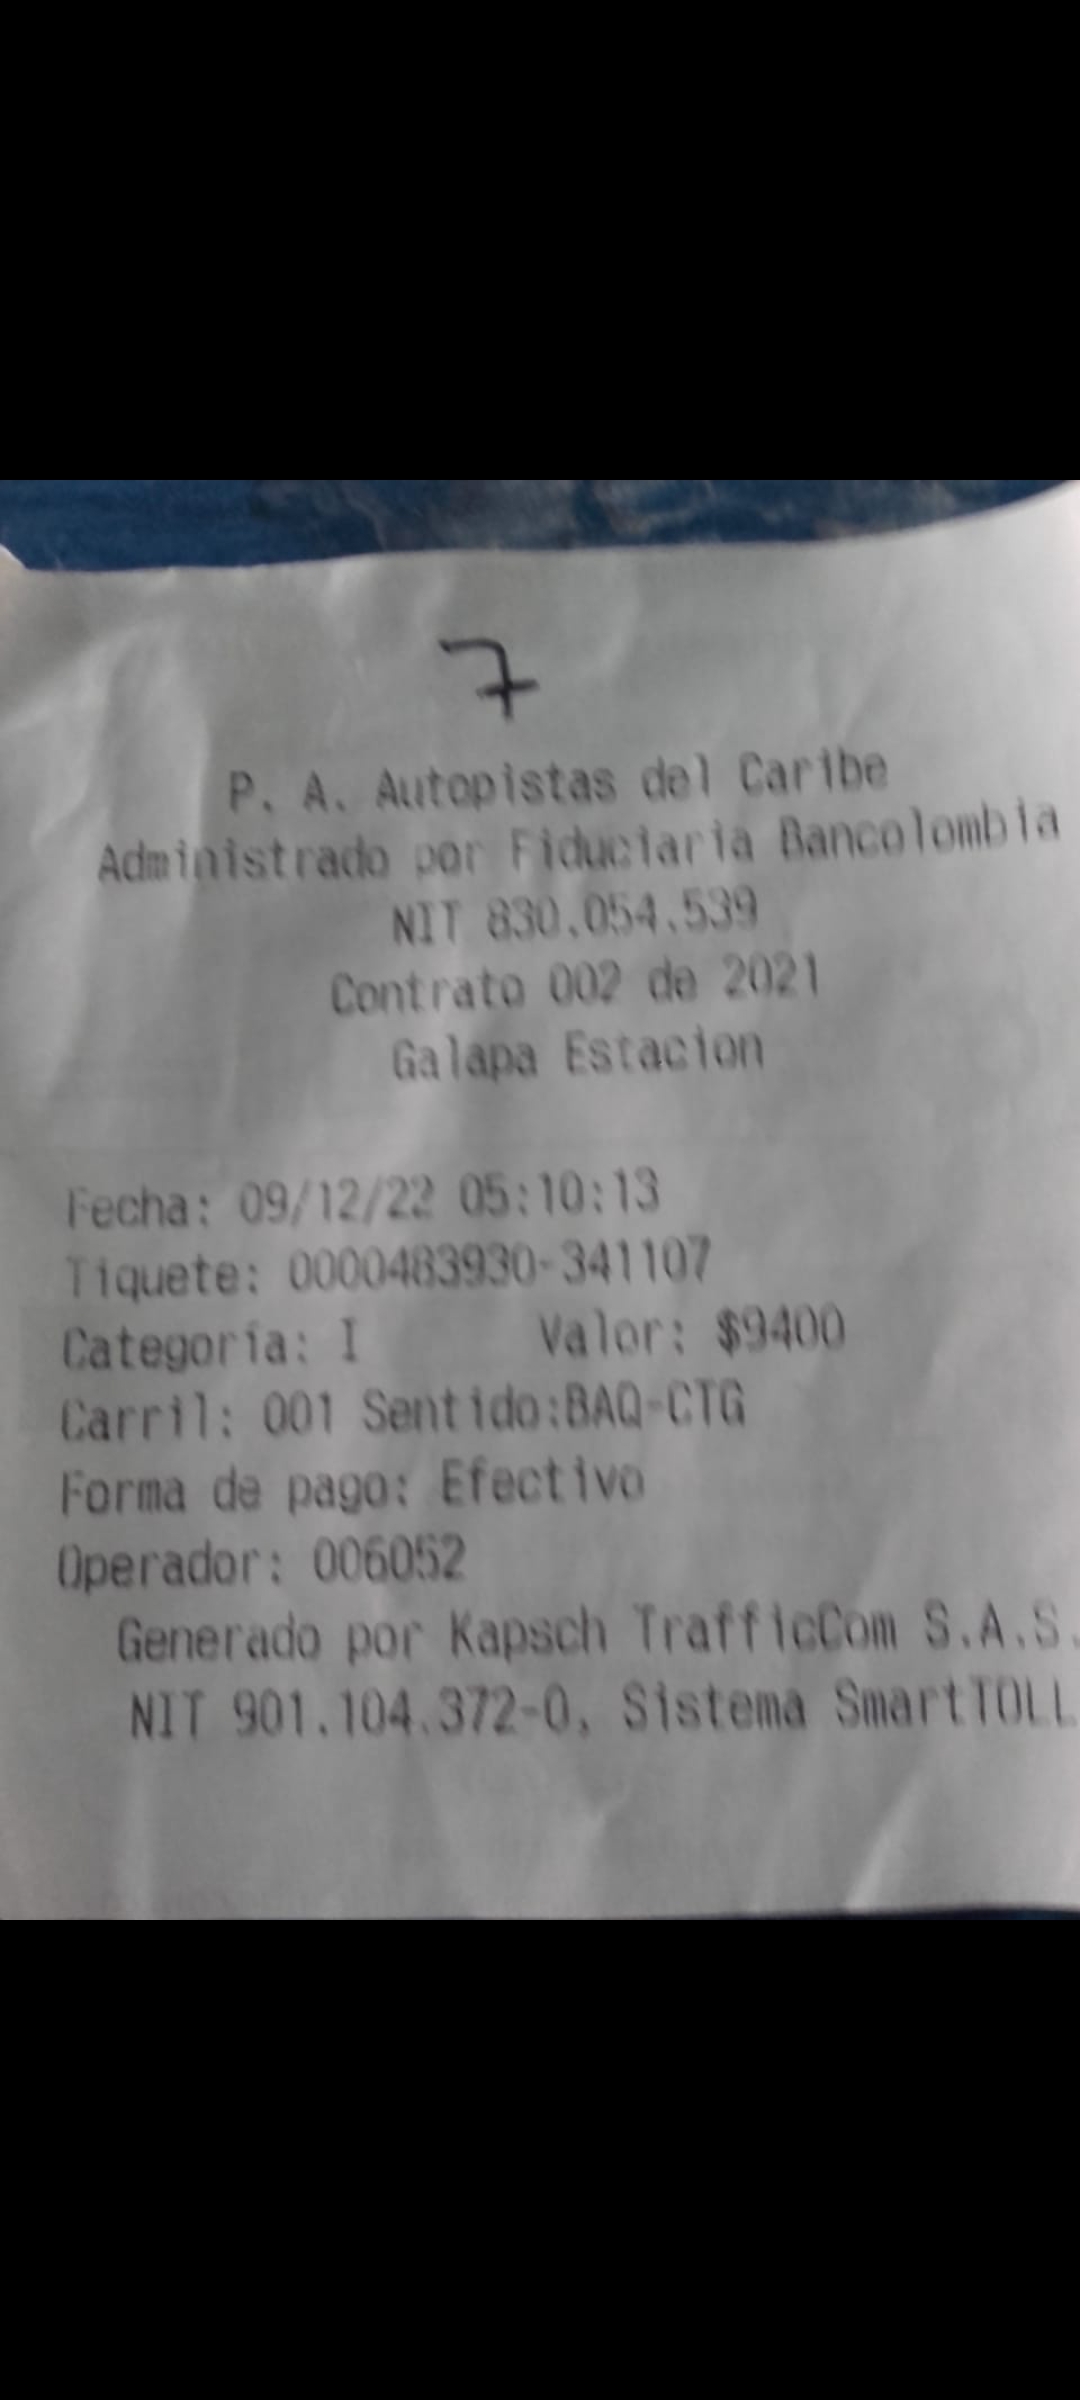 7
P. A. Autopistas del Caribe
Administrado por Fiduciaria Bancolombia
NIT 830.054.539
Contrato 002 de 2021
Galapa Estacion
Fecha: 09/12/22 05:10:13
Tiquete: 0000483930-341107
Categoría: I Valor: $9400
Carril: 001 Sentido:BAQ-CTG
Forma de pago: Efectivo
Operador: 006052
Generado por Kapsch TrafficCom S.A.S.
NIT 901.104.372-0, Sistema SmartTOLL